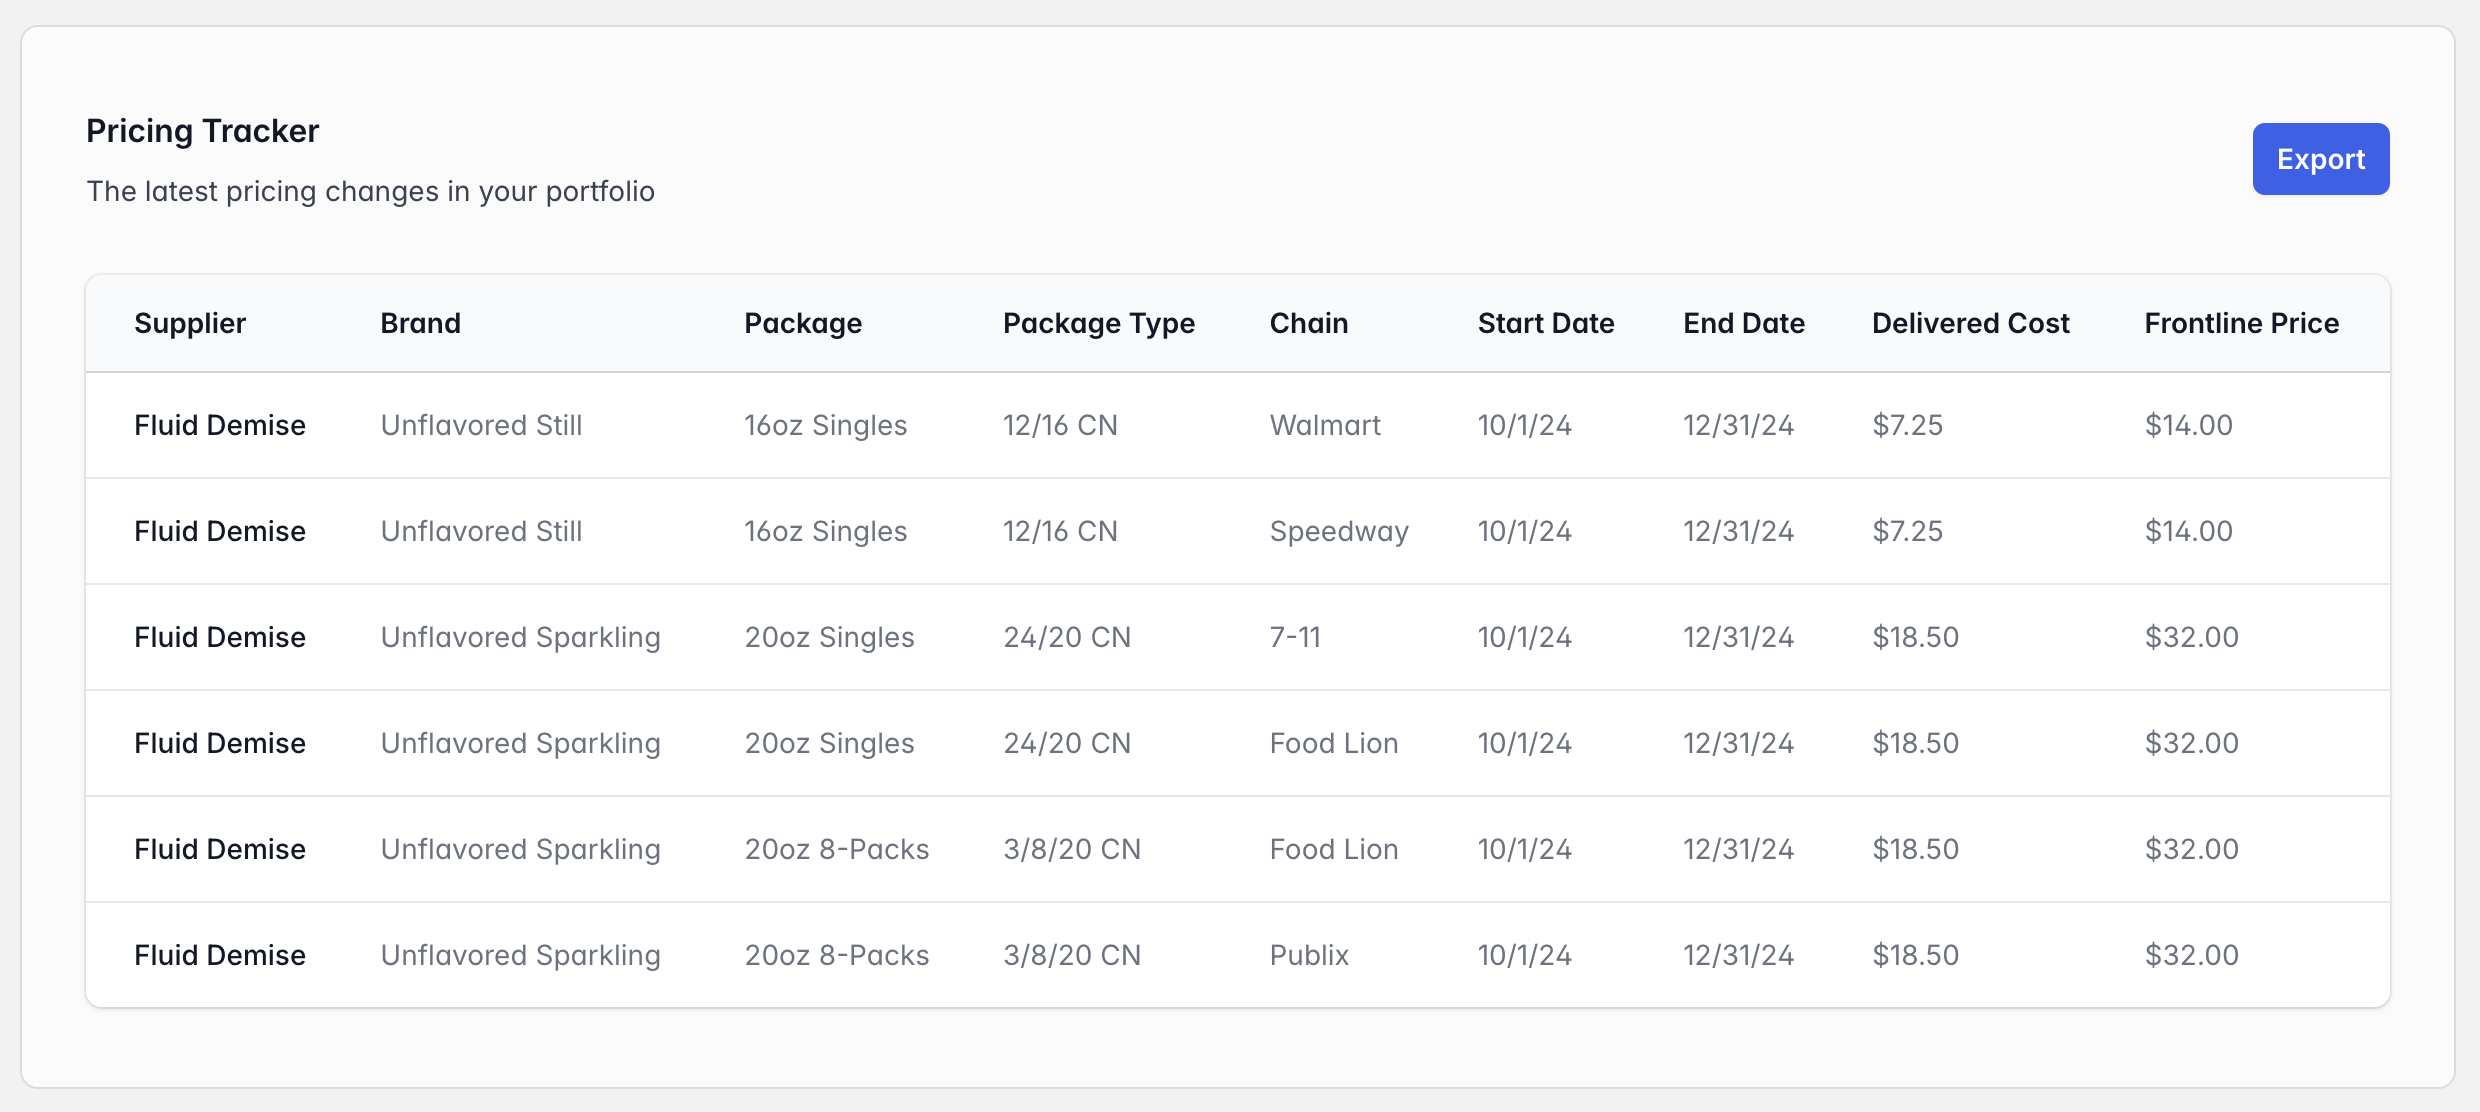 Pricing Tracker
The latest pricing changes in your portfolio
Export
Supplier Brand Package Package Type Chain Start Date End Date Delivered Cost Frontline Price
Fluid Demise Unflavored Still 16oz Singles 12/16 CN Walmart 10/1/24 12/31/24 $7.25 $14.00
Fluid Demise Unflavored Still 16oz Singles 12/16 CN Speedway 10/1/24 12/31/24 $7.25 $14.00
Fluid Demise Unflavored Sparkling 20oz Singles 24/20 CN 7-11 10/1/24 12/31/24 $18.50 $32.00
Fluid Demise Unflavored Sparkling 20oz Singles 24/20 CN Food Lion 10/1/24 12/31/24 $18.50 $32.00
Fluid Demise Unflavored Sparkling 20oz 8-Packs 3/8/20 CN Food Lion 10/1/24 12/31/24 $18.50 $32.00
Fluid Demise Unflavored Sparkling 20oz 8-Packs 3/8/20 CN Publix 10/1/24 12/31/24 $18.50 $32.00